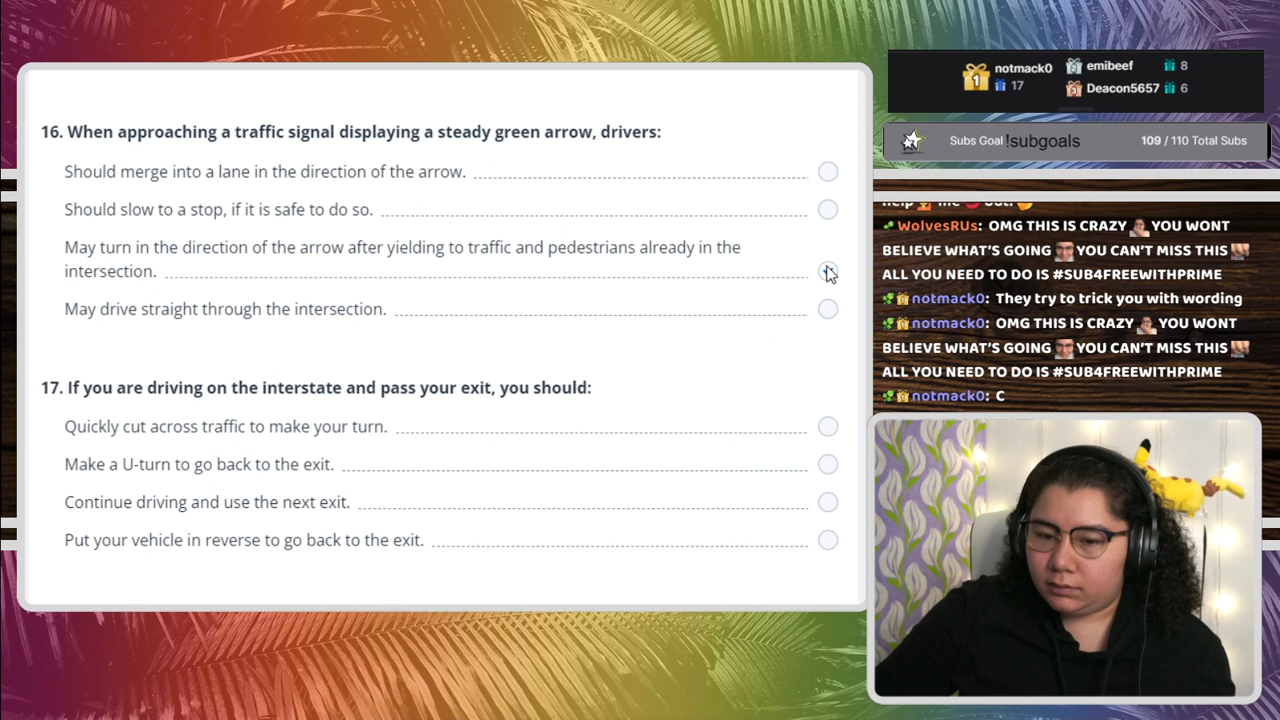 16. When approaching a traffic signal displaying a steady green arrow, drivers:
Should merge into a lane in the direction of the arrow.
Should slow to a stop, if it is safe to do so.
May turn in the direction of the arrow after yielding to traffic and pedestrians already in the
intersection.
May drive straight through the intersection.
17. If you are driving on the interstate and pass your exit, you should:
Quickly cut across traffic to make your turn.
Make a U-turn to go back to the exit.
Continue driving and use the next exit.
Put your vehicle in reverse to go back to the exit.
1 notmack0 17
2 emibeef 8
3 Deacon5657 6
Subs Goal !subgoals 109 / 110 Total Subs
help me out!
WolvesRUs: OMG THIS IS CRAZY YOU WONT
BELIEVE WHAT'S GOING YOU CAN'T MISS THIS
ALL YOU NEED TO DO IS #SUB4FREEWITHPRIME
notmack0: They try to trick you with wording
notmack0: OMG THIS IS CRAZY YOU WONT
BELIEVE WHAT'S GOING YOU CAN'T MISS THIS
ALL YOU NEED TO DO IS #SUB4FREEWITHPRIME
notmack0: C